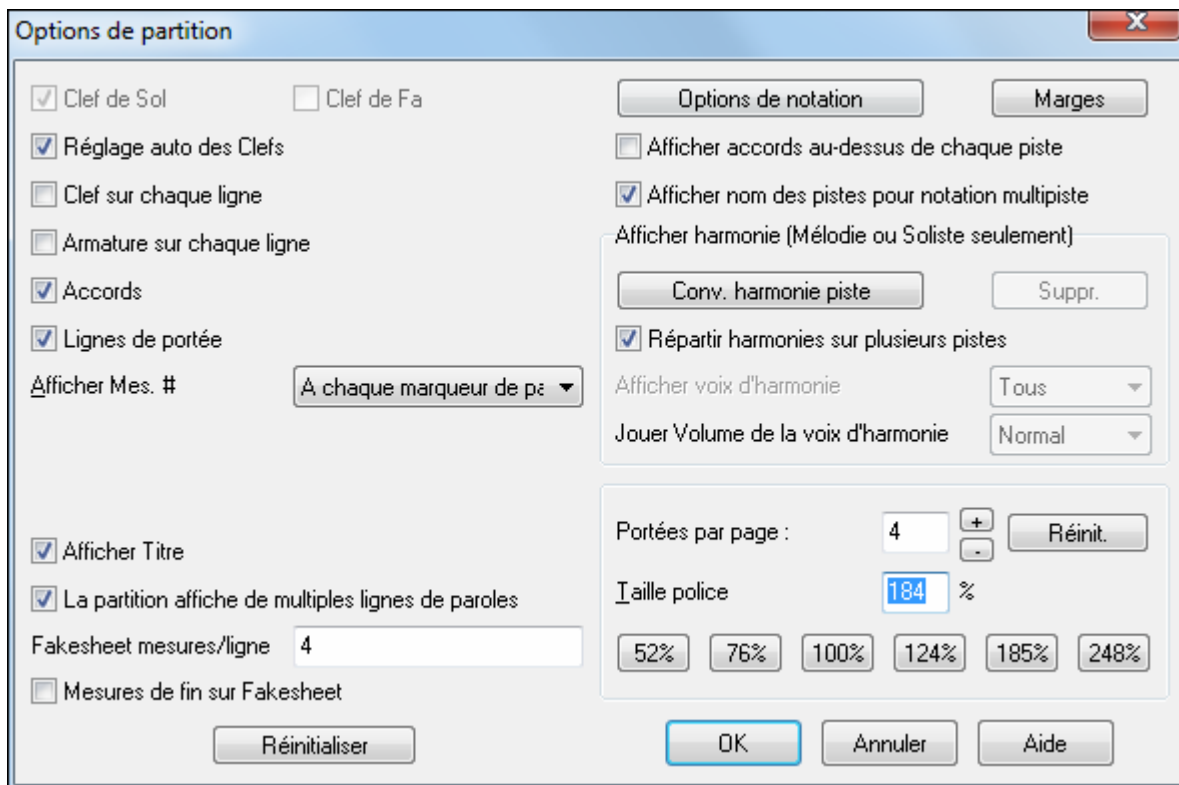 Options de partition
Clef de Sol
Clef de Fa
Réglage auto des Clefs
Clef sur chaque ligne
Armature sur chaque ligne
Accords
Lignes de portée
Afficher Mes. #
A chaque marqueur de pa
Afficher Titre
La partition affiche de multiples lignes de paroles
Fakesheet mesures/ligne
4
Mesures de fin sur Fakesheet
Réinitialiser
Options de notation
Marges
Afficher accords au-dessus de chaque piste
Afficher nom des pistes pour notation multipiste
Afficher harmonie (Mélodie ou Soliste seulement)
Conv. harmonie piste
Suppr.
Répartir harmonies sur plusieurs pistes
Afficher voix d'harmonie
Tous
Jouer Volume de la voix d'harmonie
Normal
Portées par page :
4
+
-
Réinit.
Taille police
184
%
52%
76%
100%
124%
185%
248%
OK
Annuler
Aide